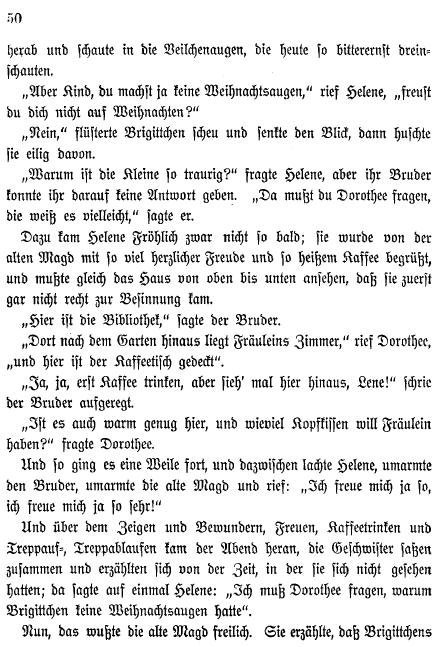 50
herab und schaute in die Veilchenaugen, die heute so bitterernst drein-
schauten.
„Aber Kind, du machst ja keine Weihnachtsaugen,“ rief Helene, „freust
du dich nicht auf Weihnachten?“
„Nein,“ flüsterte Brigittchen scheu und senkte den Blick, dann huschte
sie eilig davon.
„Warum ist die Kleine so traurig?“ fragte Helene, aber ihr Bruder
konnte ihr darauf keine Antwort geben. „Da mußt du Dorothee fragen,
die weiß es vielleicht,“ sagte er.
Dazu kam Helene Fröhlich zwar nicht so bald; sie wurde von der
alten Magd mit so viel herzlicher Freude und so heißem Kaffee begrüßt,
und mußte gleich das Haus von oben bis unten ansehen, daß sie zuerst
gar nicht recht zur Besinnung kam.
„Hier ist die Bibliothek,“ sagte der Bruder.
„Dort nach dem Garten hinaus liegt Fräuleins Zimmer,“ rief Dorothee,
„und hier ist der Kaffeetisch gedeckt“.
„Ja, ja, erst Kaffee trinken, aber sieh' mal hier hinaus, Lene!“ schrie
der Bruder aufgeregt.
„Ist es auch warm genug hier, und wieviel Kopfkissen will Fräulein
haben?“ fragte Dorothee.
Und so ging es eine Weile fort, und dazwischen lachte Helene, umarmte
den Bruder, umarmte die alte Magd und rief: „Ich freue mich ja so,
ich freue mich ja so sehr!“
Und über dem Zeigen und Bewundern, Freuen, Kaffeetrinken und
Treppauf-, Treppablaufen kam der Abend heran, die Geschwister saßen
zusammen und erzählten sich von der Zeit, in der sie sich nicht gesehen
hatten; da sagte auf einmal Helene: „Ich muß Dorothee fragen, warum
Brigittchen keine Weihnachtsaugen hatte“.
Nun, das wußte die alte Magd freilich. Sie erzählte, daß Brigittchens